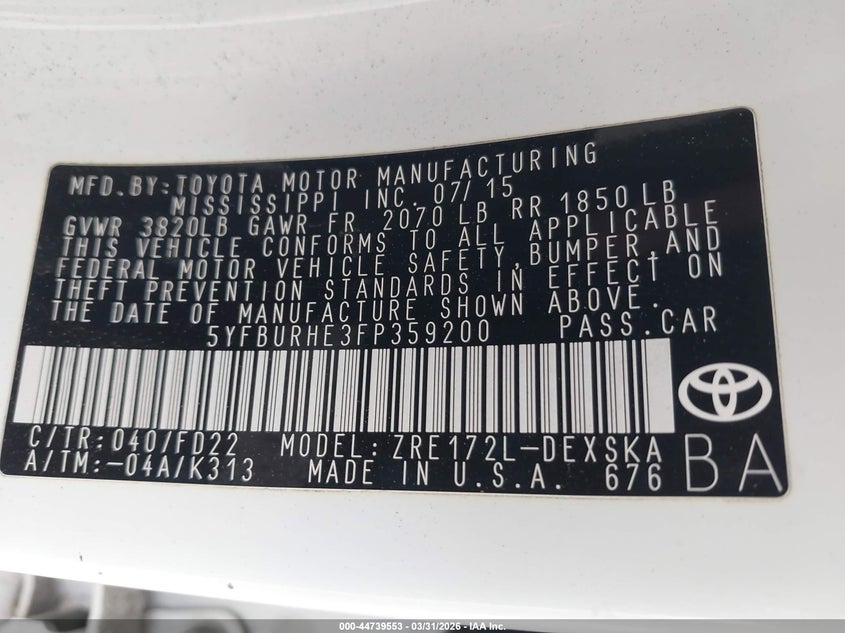 MFD.BY:TOYOTA MOTOR MANUFACTURING
MISSISSIPPI INC. 07/15
GVWR 3820LB GAWR FR 2070 LB RR 1850 LB
THIS VEHICLE CONFORMS TO ALL APPLICABLE
FEDERAL MOTOR VEHICLE SAFETY, BUMPER, AND
THEFT PREVENTION STANDARDS IN EFFECT ON
THE DATE OF MANUFACTURE SHOWN ABOVE.
5YFBURHE3FP359200 PASS.CAR
C/TR:040/FD22 MODEL:ZRE172L-DEXSKA
A/TM:-04A/K313 MADE IN U.S.A. 676
BA
000-44739553 - 03/31/2026 - IAA Inc.